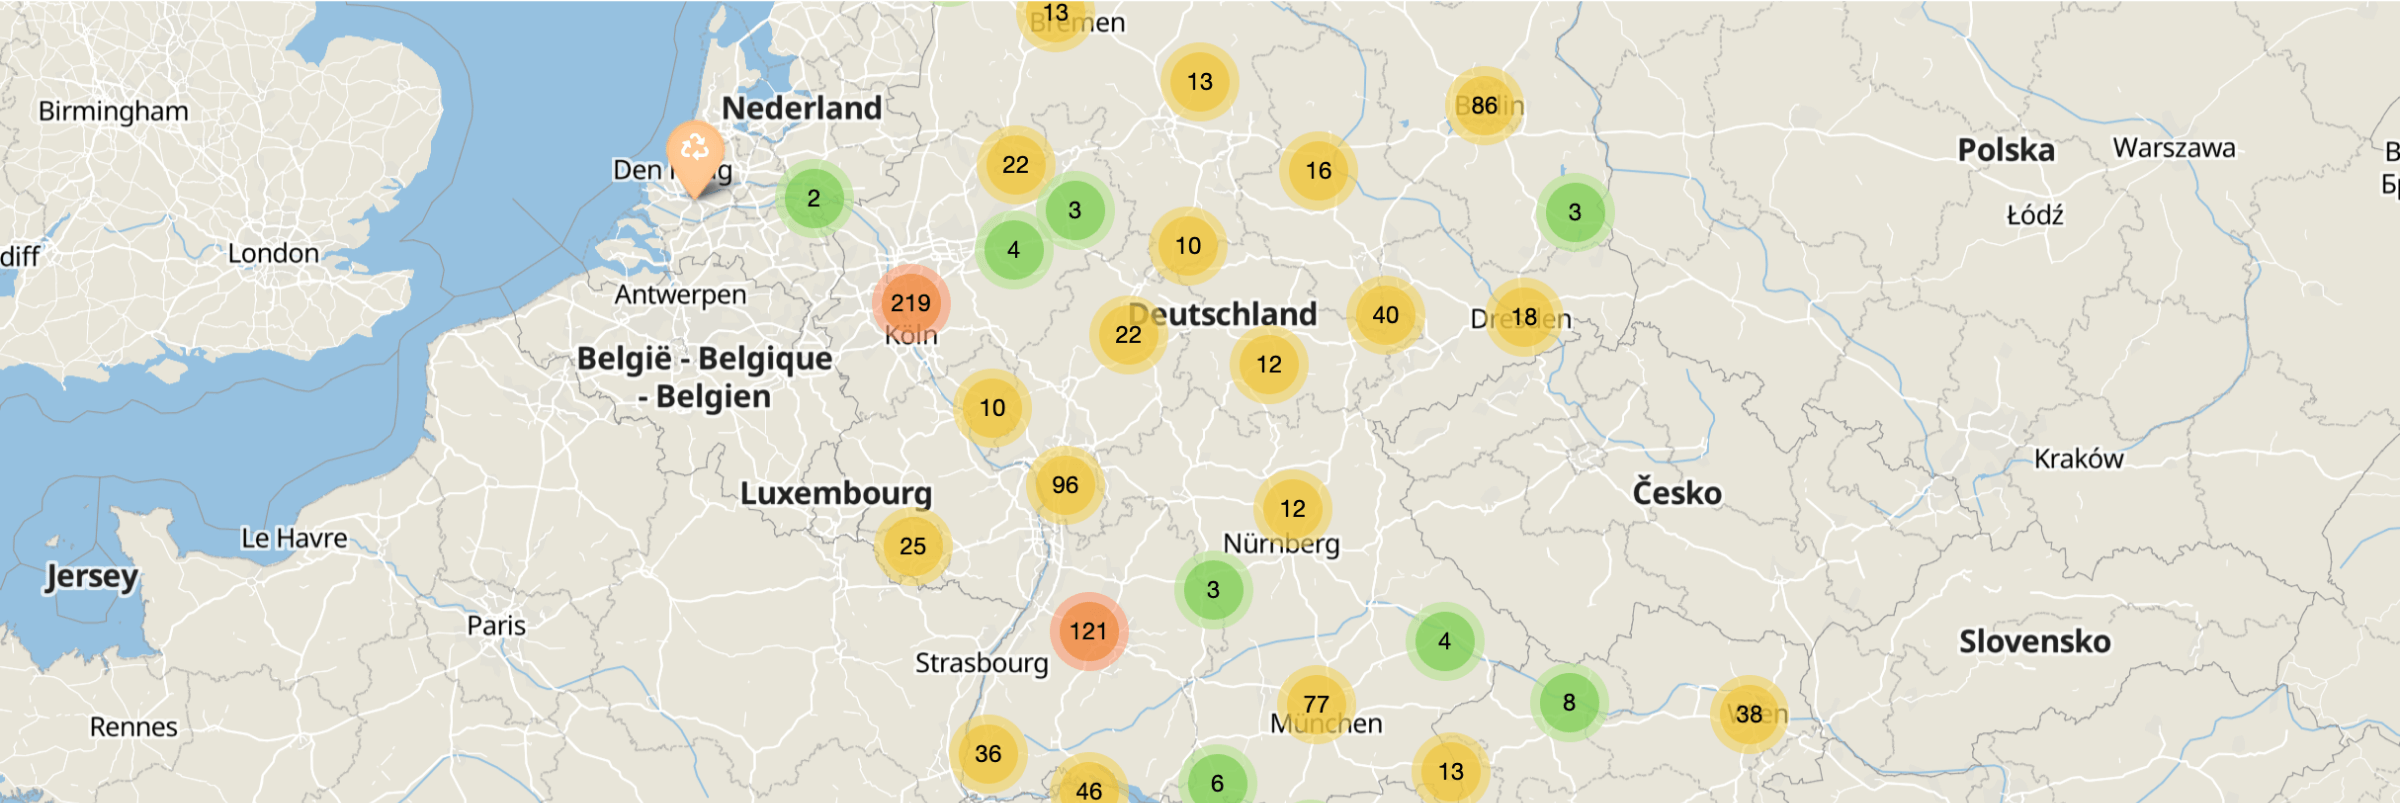 13
Bremen
13
86
Birmingham
Nederland
Polska
Warszawa
Den Haag
22
16
2
3
3
Łódź
diff
London
4
10
Antwerpen
219
Köln
Deutschland
22
40
18
Dresden
België - Belgique
- Belgien
12
10
Kraków
96
Luxembourg
12
Česko
Le Havre
25
Nürnberg
Jersey
3
Paris
121
4
Slovensko
Strasbourg
77
München
8
38
Wien
Rennes
36
13
46
6